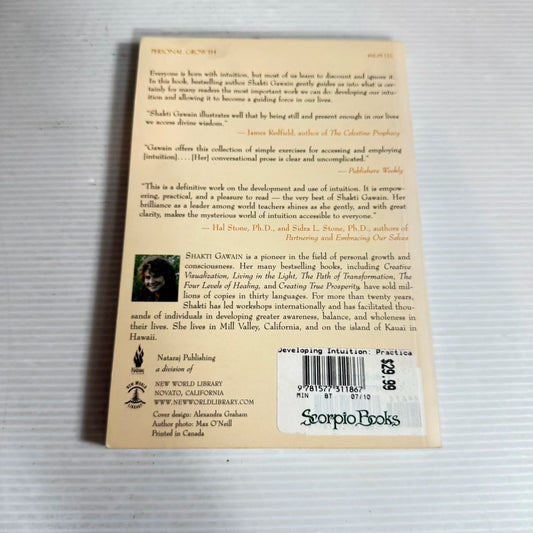 PERSONAL GROWTH
Everyone is born with intuition, but most of us learn to discount and ignore it.
In this book, bestselling author Shakti Gawain gently guides us into what is cer-
tainly for many readers the most important work we can do: developing our intu-
ition and allowing it to become a guiding force in our lives.
"Shakti Gawain illustrates well that by being still and present enough in our lives
we access divine wisdom."
— James Redfield, author of The Celestine Prophecy
"Gawain offers this collection of simple exercises for accessing and employing
[intuition]. . . . [Her] conversational prose is clear and uncomplicated."
— Publishers Weekly
"This is a definitive work on the development and use of intuition. It is empow-
ering, practical, and a pleasure to read — the very best of Shakti Gawain. Her
brilliance as a leader among world teachers shines as she gently, and with great
clarity, makes the mysterious world of intuition accessible to everyone."
— Hal Stone, Ph.D., and Sidra L. Stone, Ph.D., authors of
Partnering and Embracing Our Selves
SHAKTI GAWAIN is a pioneer in the field of personal growth and
consciousness. Her many bestselling books, including Creative
Visualization, Living in the Light, The Path of Transformation, The
Four Levels of Healing, and Creating True Prosperity, have sold mil-
lions of copies in thirty languages. For more than twenty years,
Shakti has led workshops internationally and has facilitated thou-
sands of individuals in developing greater awareness, balance, and wholeness in
their lives. She lives in Mill Valley, California, and on the island of Kauai in
Hawaii.
Nataraj Publishing
a division of
NEW WORLD LIBRARY
NOVATO, CALIFORNIA
WWW.NEWWORLDLIBRARY.COM
NEW WORLD
LIBRARY
Cover design: Alexandra Graham
Author photo: Max O'Neill
Printed in Canada
Developing Intuition: Practica
$29.99
9 781577 311867
MIN BT 07/10
Scorpio Books